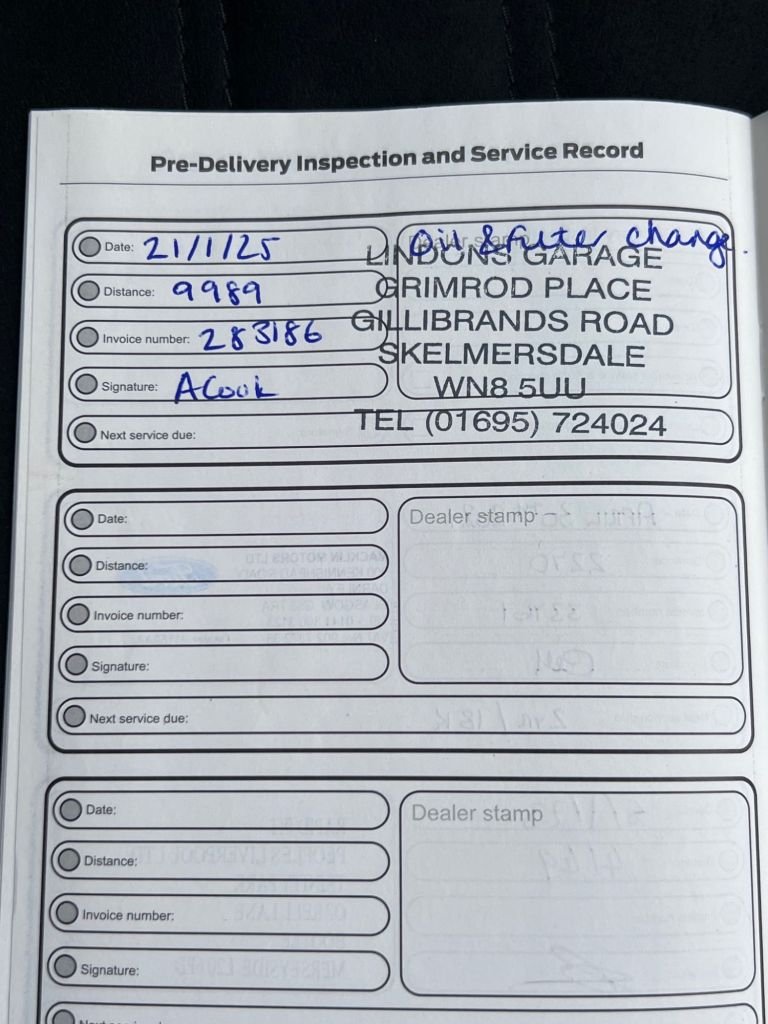 Pre-Delivery Inspection and Service Record
Date: 21/1/25
Oil & Filter change.
Dealer stamp
LINDONS GARAGE
Distance: 9989
GRIMROD PLACE
Invoice number: 283186
GILLIBRANDS ROAD
SKELMERSDALE
Signature: ACook
WN8 5UU
Next service due:
TEL (01695) 724024
Date:
Dealer stamp
Distance:
Invoice number:
Signature:
Next service due:
Date:
Dealer stamp
Distance:
Invoice number:
Signature: